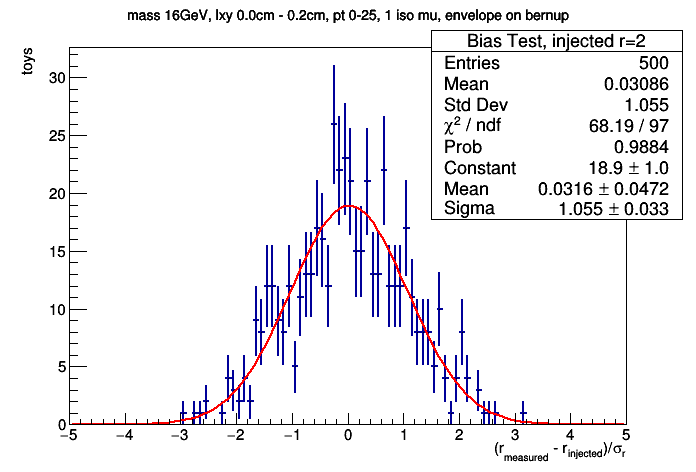 mass 16GeV, lxy 0.0cm - 0.2cm, pt 0-25, 1 iso mu, envelope on bernup
toys
Bias Test, injected r=2
Entries 500
Mean 0.03086
Std Dev 1.055
χ² / ndf 68.19 / 97
Prob 0.9884
Constant 18.9 ± 1.0
Mean 0.0316 ± 0.0472
Sigma 1.055 ± 0.033
30
25
20
15
10
5
0
−5 −4 −3 −2 −1 0 1 2 3 4 5
(r_measured - r_injected)/σ_r